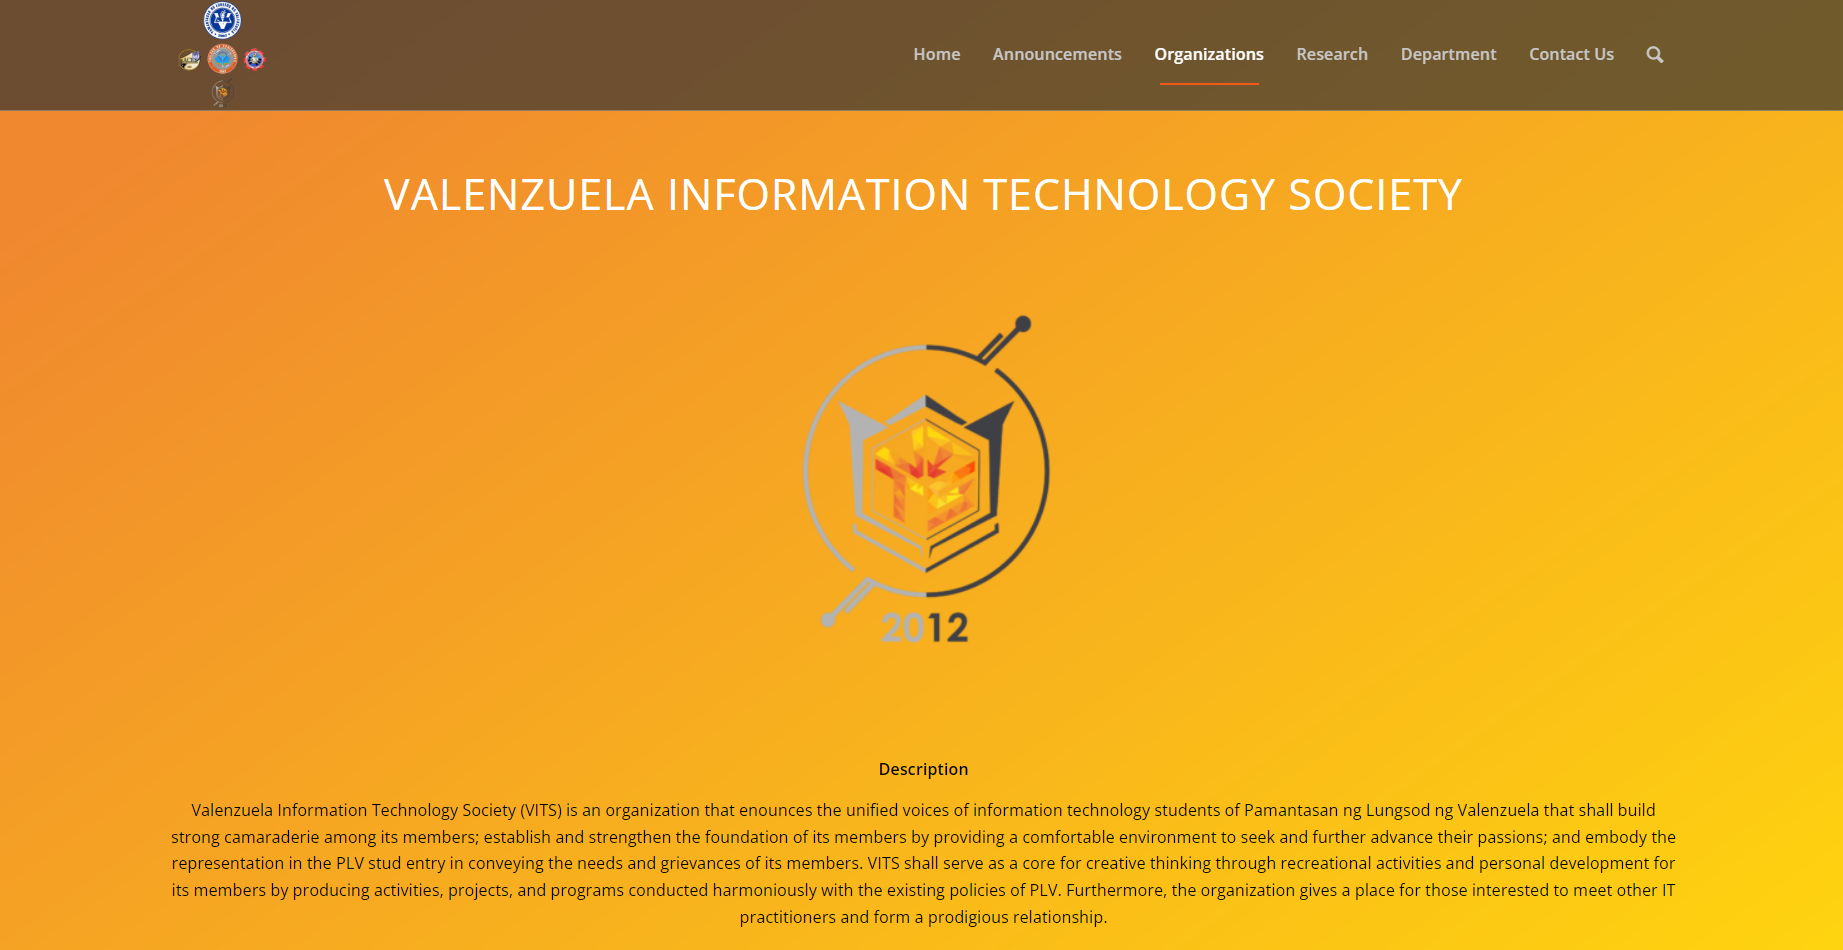 Home Announcements Organizations Research Department Contact Us
VALENZUELA INFORMATION TECHNOLOGY SOCIETY
2012
Description
Valenzuela Information Technology Society (VITS) is an organization that enounces the unified voices of information technology students of Pamantasan ng Lungsod ng Valenzuela that shall build
strong camaraderie among its members; establish and strengthen the foundation of its members by providing a comfortable environment to seek and further advance their passions; and embody the
representation in the PLV stud entry in conveying the needs and grievances of its members. VITS shall serve as a core for creative thinking through recreational activities and personal development for
its members by producing activities, projects, and programs conducted harmoniously with the existing policies of PLV. Furthermore, the organization gives a place for those interested to meet other IT
practitioners and form a prodigious relationship.